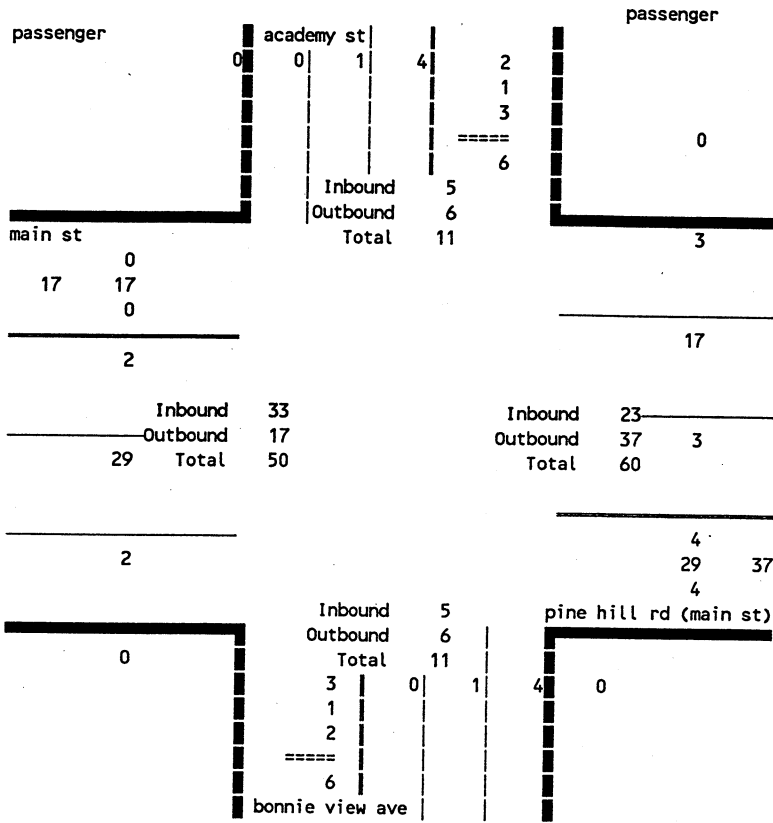 passenger
passenger
academy st
0 0 1 4 2
1
3
===== 0
6
Inbound 5
Outbound 6
main st Total 11 3
0
17 17
0
17
2
Inbound 33 Inbound 23
Outbound 17 Outbound 37 3
29 Total 50 Total 60
4
2 29 37
4
Inbound 5 pine hill rd (main st)
Outbound 6
0 Total 11
3 0 1 4 0
1
2
=====
6
bonnie view ave